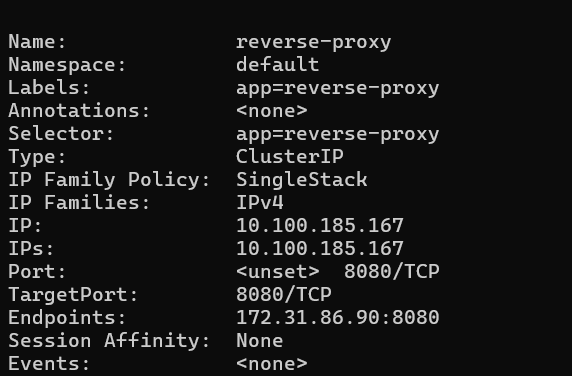 Name: reverse-proxy
Namespace: default
Labels: app=reverse-proxy
Annotations: <none>
Selector: app=reverse-proxy
Type: ClusterIP
IP Family Policy: SingleStack
IP Families: IPv4
IP: 10.100.185.167
IPs: 10.100.185.167
Port: <unset> 8080/TCP
TargetPort: 8080/TCP
Endpoints: 172.31.86.90:8080
Session Affinity: None
Events: <none>